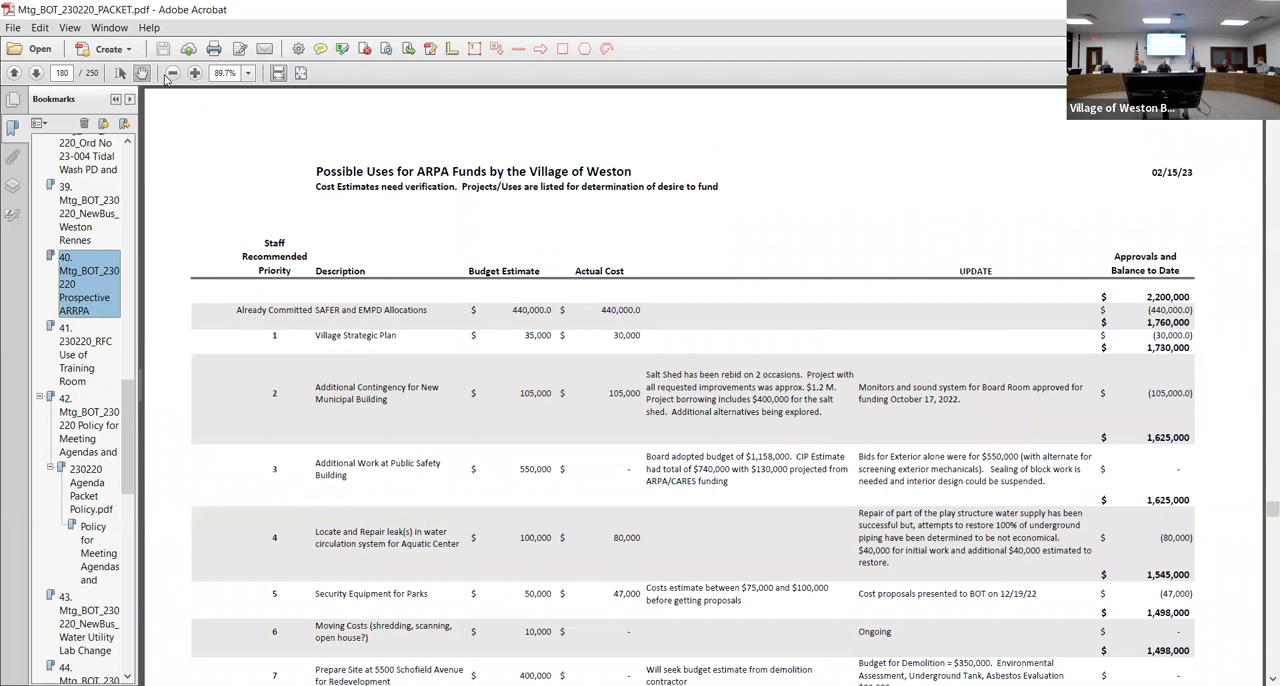 Mtg_BOT_230220_PACKET.pdf - Adobe Acrobat
File Edit View Window Help
Open Create
180 / 250 89.7%
Village of Weston B...
Bookmarks
220_Ord No
23-004 Tidal
Wash PD and
39.
Mtg_BOT_230
220_NewBus_
Weston
Rennes
40.
Mtg_BOT_230
220
Prospective
ARRPA
41.
230220_RFC
Use of
Training
Room
42.
Mtg_BOT_230
220 Policy for
Meeting
Agendas and
230220
Agenda
Packet
Policy.pdf
Policy
for
Meeting
Agendas
and
43.
Mtg_BOT_230
220_NewBus_
Water Utility
Lab Change
44.
Mtg_BOT_230
Possible Uses for ARPA Funds by the Village of Weston 02/15/23
Cost Estimates need verification. Projects/Uses are listed for determination of desire to fund
Staff
Recommended
Priority Description Budget Estimate Actual Cost UPDATE
Approvals and
Balance to Date
$ 2,200,000
Already Committed SAFER and EMPD Allocations $ 440,000.0 $ 440,000.0 $ (440,000.0)
$ 1,760,000
1 Village Strategic Plan $ 35,000 $ 30,000 $ (30,000.0)
$ 1,730,000
2 Additional Contingency for New
Municipal Building $ 105,000 $ 105,000
Salt Shed has been rebid on 2 occasions. Project with
all requested improvements was approx. $1.2 M.
Project borrowing includes $400,000 for the salt
shed. Additional alternatives being explored.
Monitors and sound system for Board Room approved for
funding October 17, 2022.
$ (105,000.0)
$ 1,625,000
3 Additional Work at Public Safety
Building $ 550,000 $ -
Board adopted budget of $1,158,000. CIP Estimate
had total of $740,000 with $130,000 projected from
ARPA/CARES funding
Bids for Exterior alone were for $550,000 (with alternate for
screening exterior mechanicals). Sealing of block work is
needed and interior design could be suspended.
$ -
$ 1,625,000
4 Locate and Repair leak(s) in water
circulation system for Aquatic Center $ 100,000 $ 80,000
Repair of part of the play structure water supply has been
successful but, attempts to restore 100% of underground
piping have been determined to be not economical.
$40,000 for initial work and additional $40,000 estimated to
restore.
$ (80,000)
$ 1,545,000
5 Security Equipment for Parks $ 50,000 $ 47,000
Costs estimate between $75,000 and $100,000
before getting proposals
Cost proposals presented to BOT on 12/19/22 $ (47,000)
$ 1,498,000
6 Moving Costs (shredding, scanning,
open house?) $ 10,000 $ - Ongoing $ -
$ 1,498,000
7 Prepare Site at 5500 Schofield Avenue
for Redevelopment $ 400,000 $ -
Will seek budget estimate from demolition
contractor
Budget for Demolition = $350,000. Environmental
Assessment, Underground Tank, Asbestos Evaluation
$ -